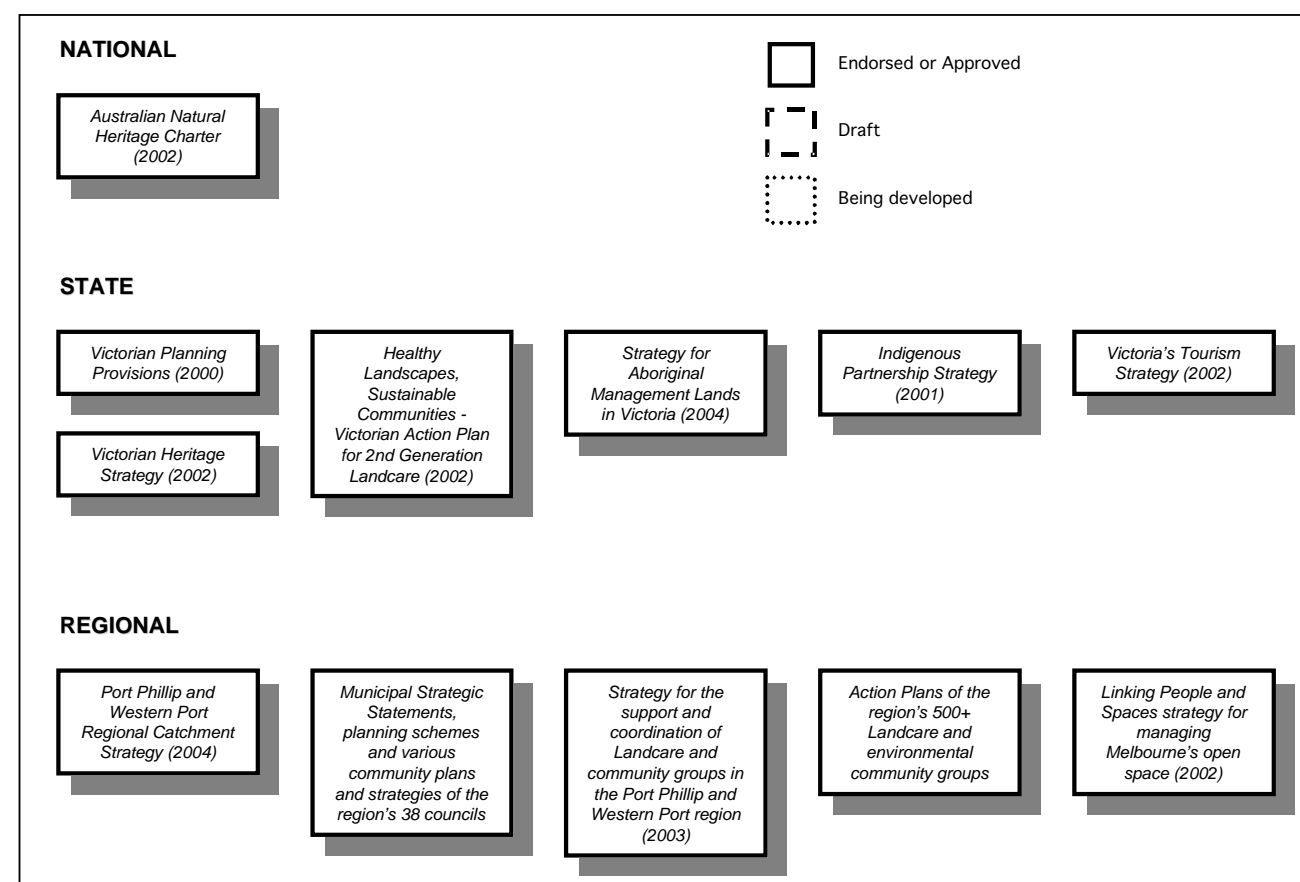 NATIONAL
Endorsed or Approved
Draft
Being developed
Australian Natural
Heritage Charter
(2002)
STATE
Victorian Planning
Provisions (2000)
Victorian Heritage
Strategy (2002)
Healthy
Landscapes,
Sustainable
Communities -
Victorian Action Plan
for 2nd Generation
Landcare (2002)
Strategy for
Aboriginal
Management Lands
in Victoria (2004)
Indigenous
Partnership Strategy
(2001)
Victoria's Tourism
Strategy (2002)
REGIONAL
Port Phillip and
Western Port
Regional Catchment
Strategy (2004)
Municipal Strategic
Statements,
planning schemes
and various
community plans
and strategies of the
region's 38 councils
Strategy for the
support and
coordination of
Landcare and
community groups in
the Port Phillip and
Western Port region
(2003)
Action Plans of the
region's 500+
Landcare and
environmental
community groups
Linking People and
Spaces strategy for
managing
Melbourne's open
space (2002)